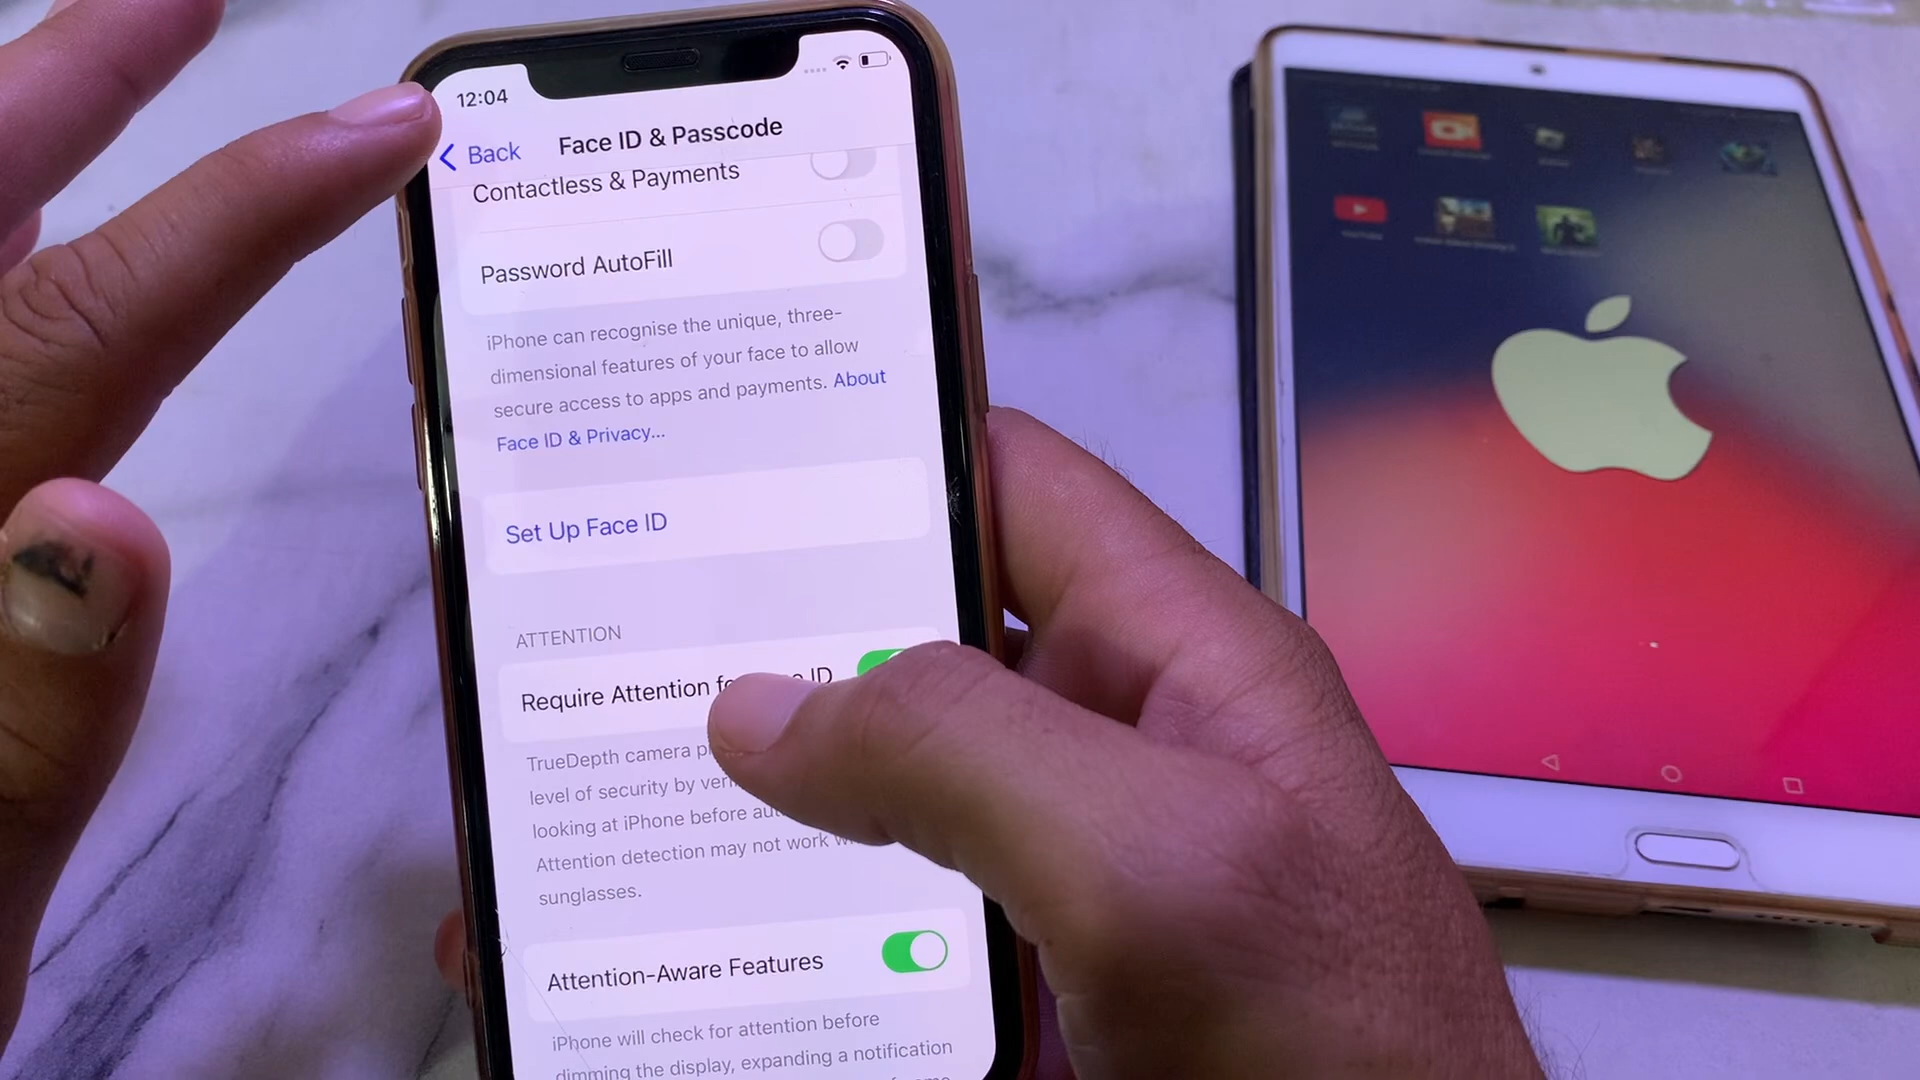 12:04
Back
Face ID & Passcode
Contactless & Payments
Password AutoFill
iPhone can recognise the unique, three-
dimensional features of your face to allow
secure access to apps and payments. About
Face ID & Privacy...
Set Up Face ID
ATTENTION
Require Attention ID
TrueDepth camera
level of security by
looking at iPhone before
Attention detection may not work
sunglasses.
Attention-Aware Features
iPhone will check for attention before
dimming the display, expanding a notification
YouTube